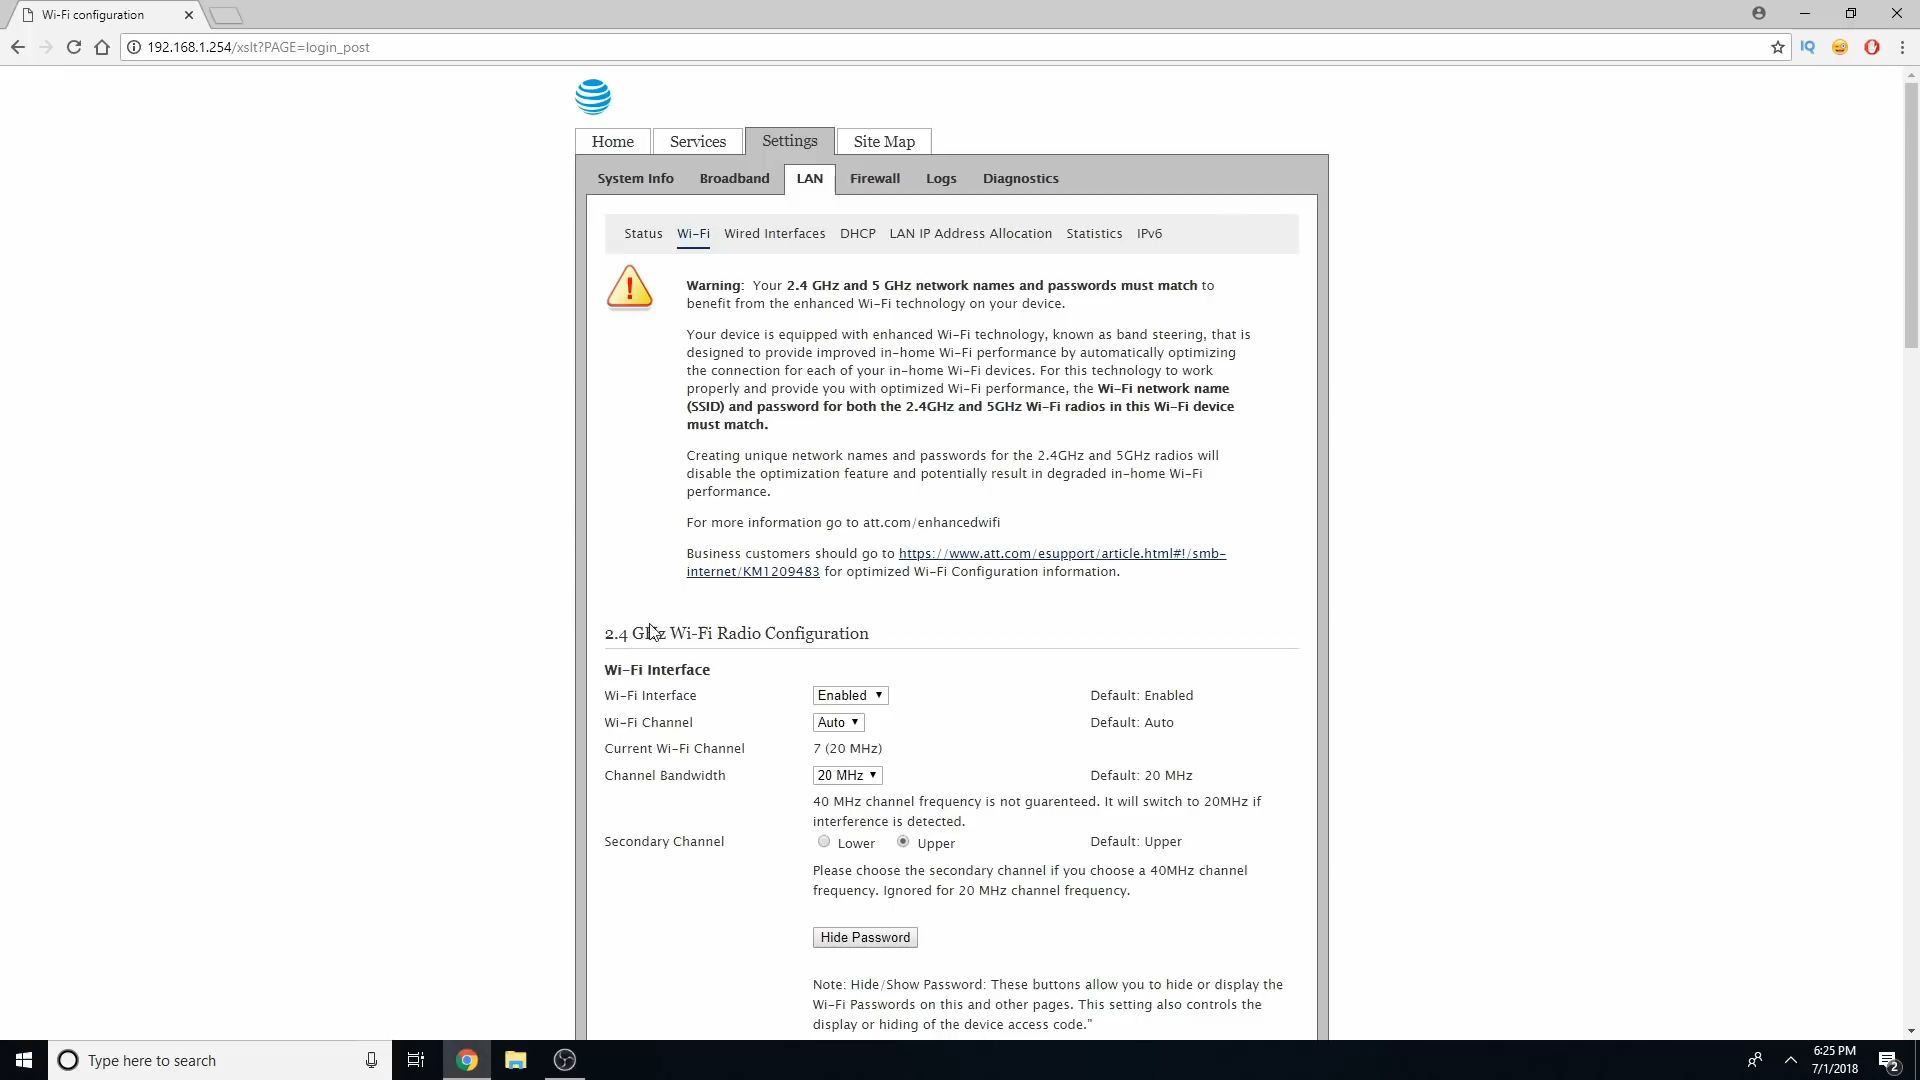 Wi-Fi configuration
192.168.1.254/xslt?PAGE=login_post
IQ
Home Services Settings Site Map
System Info Broadband LAN Firewall Logs Diagnostics
Status Wi-Fi Wired Interfaces DHCP LAN IP Address Allocation Statistics IPv6
Warning: Your 2.4 GHz and 5 GHz network names and passwords must match to
benefit from the enhanced Wi-Fi technology on your device.
Your device is equipped with enhanced Wi-Fi technology, known as band steering, that is
designed to provide improved in-home Wi-Fi performance by automatically optimizing
the connection for each of your in-home Wi-Fi devices. For this technology to work
properly and provide you with optimized Wi-Fi performance, the Wi-Fi network name
(SSID) and password for both the 2.4GHz and 5GHz Wi-Fi radios in this Wi-Fi device
must match.
Creating unique network names and passwords for the 2.4GHz and 5GHz radios will
disable the optimization feature and potentially result in degraded in-home Wi-Fi
performance.
For more information go to att.com/enhancedwifi
Business customers should go to https://www.att.com/esupport/article.html#!/smb-
internet/KM1209483 for optimized Wi-Fi Configuration information.
2.4 GHz Wi-Fi Radio Configuration
Wi-Fi Interface
Wi-Fi Interface Enabled Default: Enabled
Wi-Fi Channel Auto Default: Auto
Current Wi-Fi Channel 7 (20 MHz)
Channel Bandwidth 20 MHz Default: 20 MHz
40 MHz channel frequency is not guarenteed. It will switch to 20MHz if
interference is detected.
Secondary Channel Lower Upper Default: Upper
Please choose the secondary channel if you choose a 40MHz channel
frequency. Ignored for 20 MHz channel frequency.
Hide Password
Note: Hide/Show Password: These buttons allow you to hide or display the
Wi-Fi Passwords on this and other pages. This setting also controls the
display or hiding of the device access code."
Type here to search
6:25 PM
7/1/2018
2